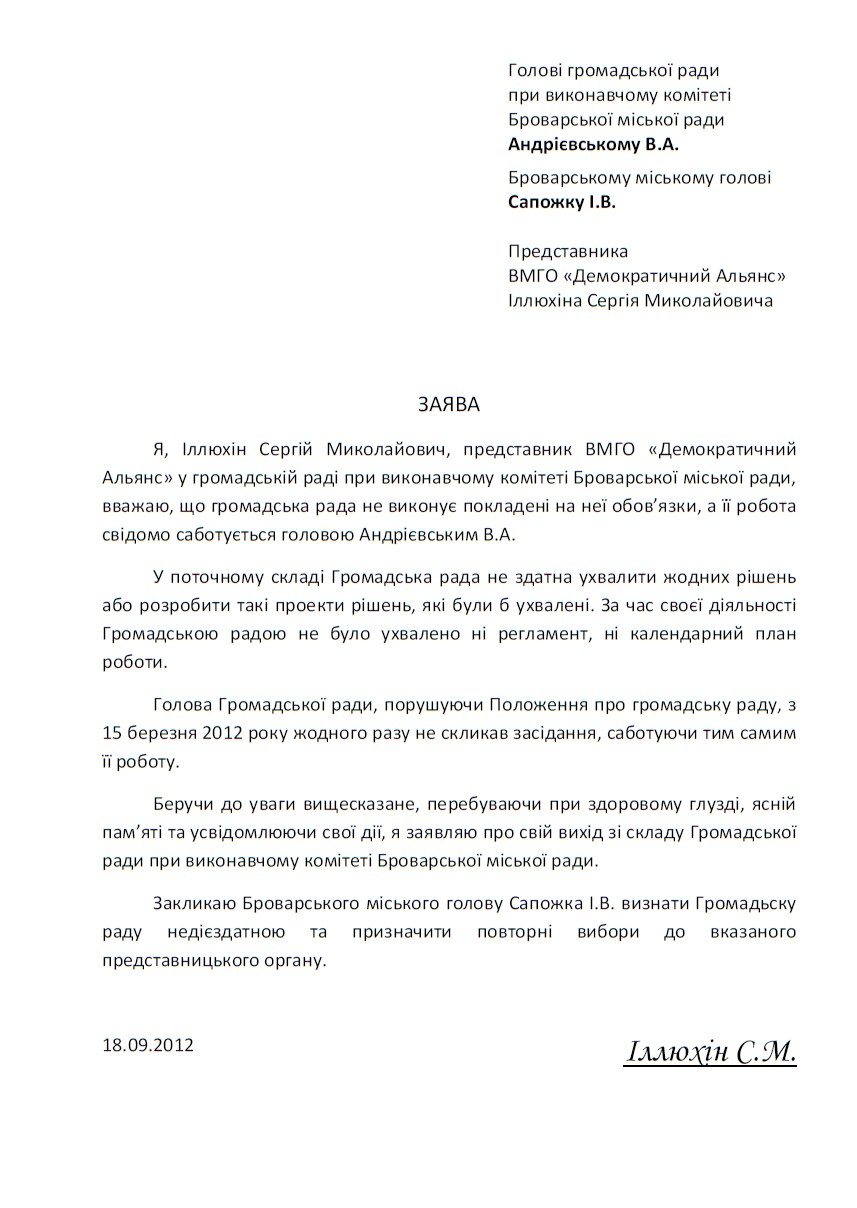 Голові громадської ради
при виконавчому комітеті
Броварської міської ради
Андрієвському В.А.
Броварському міському голові
Сапожку І.В.
Представника
ВМГО «Демократичний Альянс»
Іллюхіна Сергія Миколайовича
ЗАЯВА
Я, Іллюхін Сергій Миколайович, представник ВМГО «Демократичний
Альянс» у громадській раді при виконавчому комітеті Броварської міської ради,
вважаю, що громадська рада не виконує покладені на неї обов’язки, а її робота
свідомо саботується головою Андрієвським В.А.
У поточному складі Громадська рада не здатна ухвалити жодних рішень
або розробити такі проекти рішень, які були б ухвалені. За час своєї діяльності
Громадською радою не було ухвалено ні регламент, ні календарний план
роботи.
Голова Громадської ради, порушуючи Положення про громадську раду, з
15 березня 2012 року жодного разу не скликав засідання, саботуючи тим самим
її роботу.
Беручи до уваги вищесказане, перебуваючи при здоровому глузді, ясній
пам’яті та усвідомлюючи свої дії, я заявляю про свій вихід зі складу Громадської
ради при виконавчому комітеті Броварської міської ради.
Закликаю Броварського міського голову Сапожка І.В. визнати Громадьску
раду недієздатною та призначити повторні вибори до вказаного
представницького органу.
18.09.2012
Іллюхін С.М.